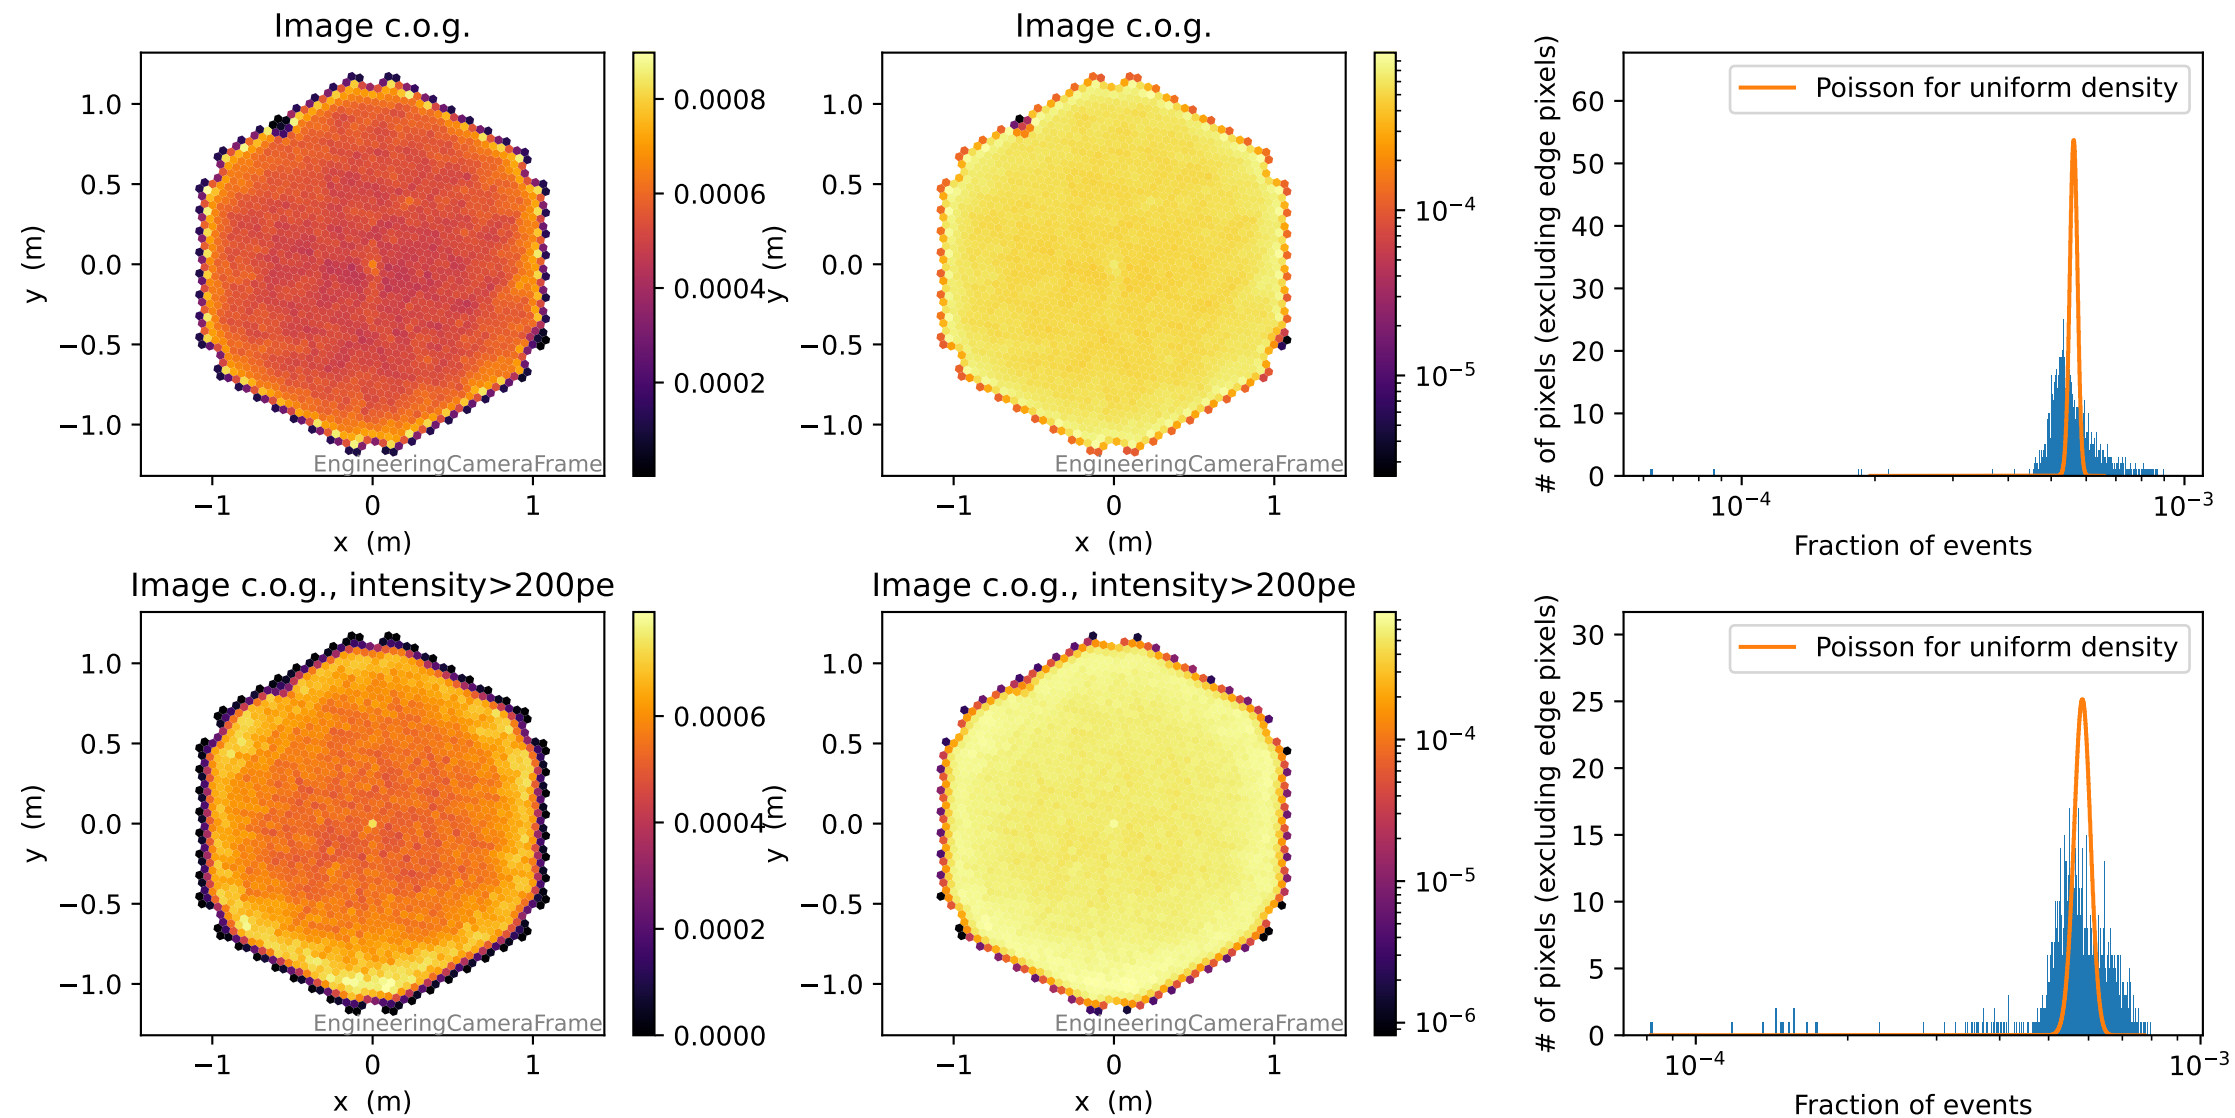 Image c.o.g.
1.0
0.5
0.0
−0.5
−1.0
y (m)
−1 0 1
x (m)
EngineeringCameraFrame
0.0008
0.0006
0.0004
0.0002
Image c.o.g.
1.0
0.5
0.0
−0.5
−1.0
y (m)
−1 0 1
x (m)
EngineeringCameraFrame
10−4
10−5
Poisson for uniform density
# of pixels (excluding edge pixels)
60
50
40
30
20
10
0
10−4 10−3
Fraction of events
Image c.o.g., intensity>200pe
1.0
0.5
0.0
−0.5
−1.0
y (m)
−1 0 1
x (m)
EngineeringCameraFrame
0.0006
0.0004
0.0002
0.0000
Image c.o.g., intensity>200pe
1.0
0.5
0.0
−0.5
−1.0
y (m)
−1 0 1
x (m)
EngineeringCameraFrame
10−4
10−5
10−6
Poisson for uniform density
# of pixels (excluding edge pixels)
30
25
20
15
10
5
0
10−4 10−3
Fraction of events